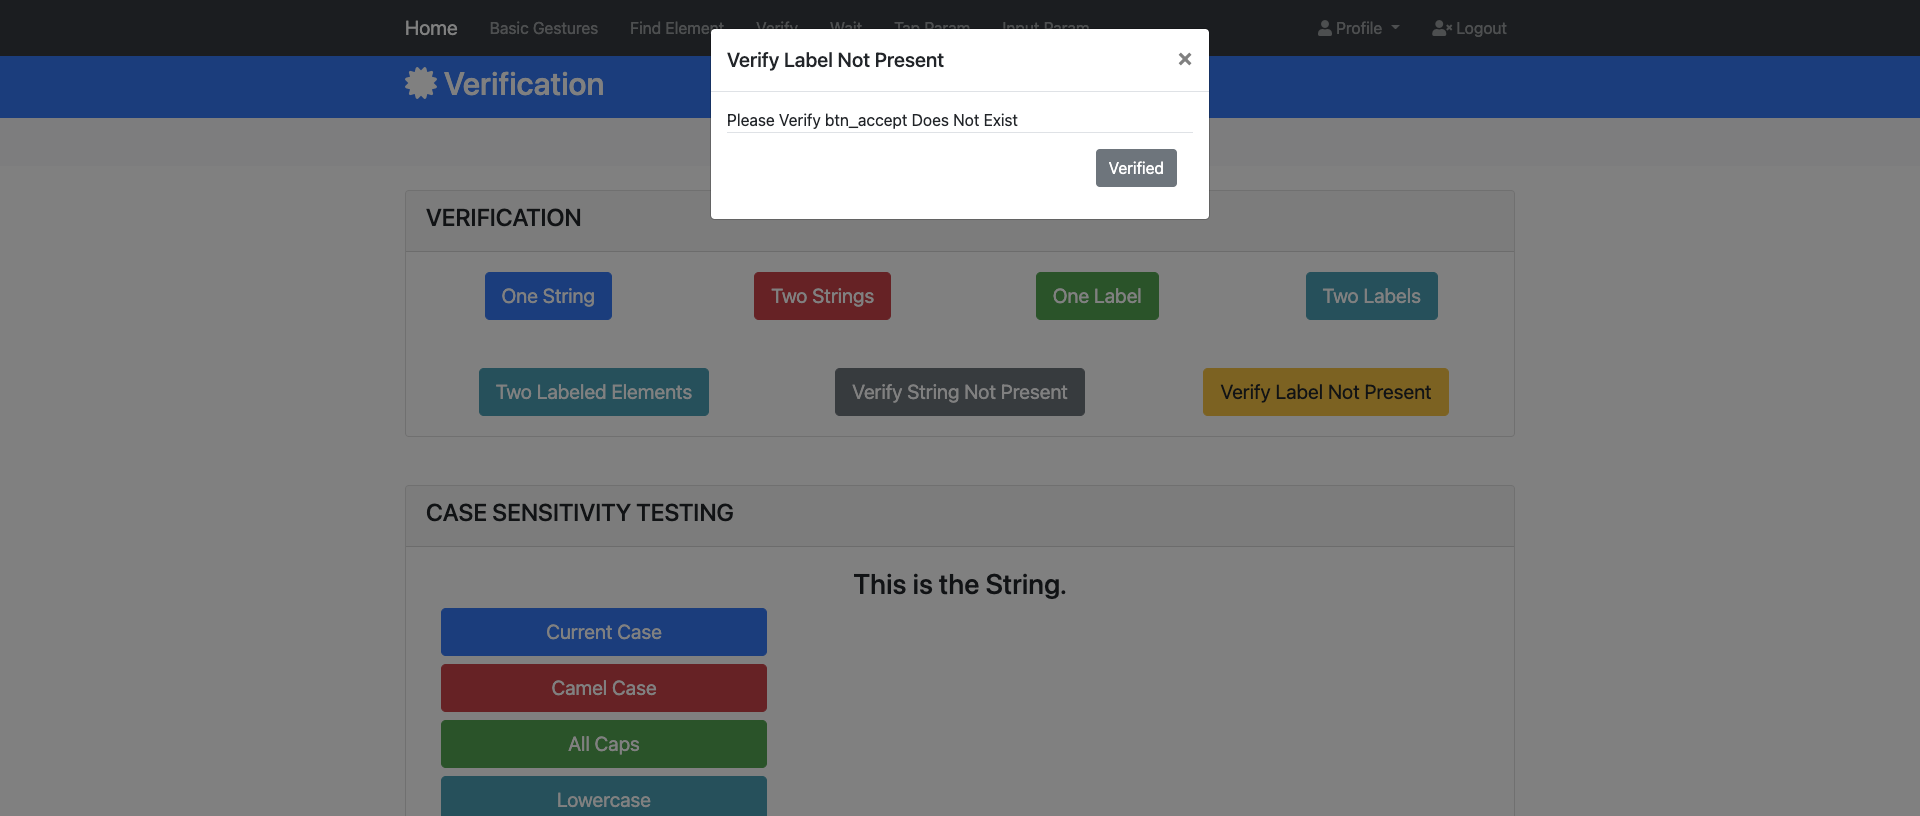 Home Basic Gestures Find Element Verify Wait Tap Param Input Param Profile Logout
Verification
Verify Label Not Present ×
Please Verify btn_accept Does Not Exist
Verified
VERIFICATION
One String Two Strings One Label Two Labels
Two Labeled Elements Verify String Not Present Verify Label Not Present
CASE SENSITIVITY TESTING
This is the String.
Current Case
Camel Case
All Caps
Lowercase